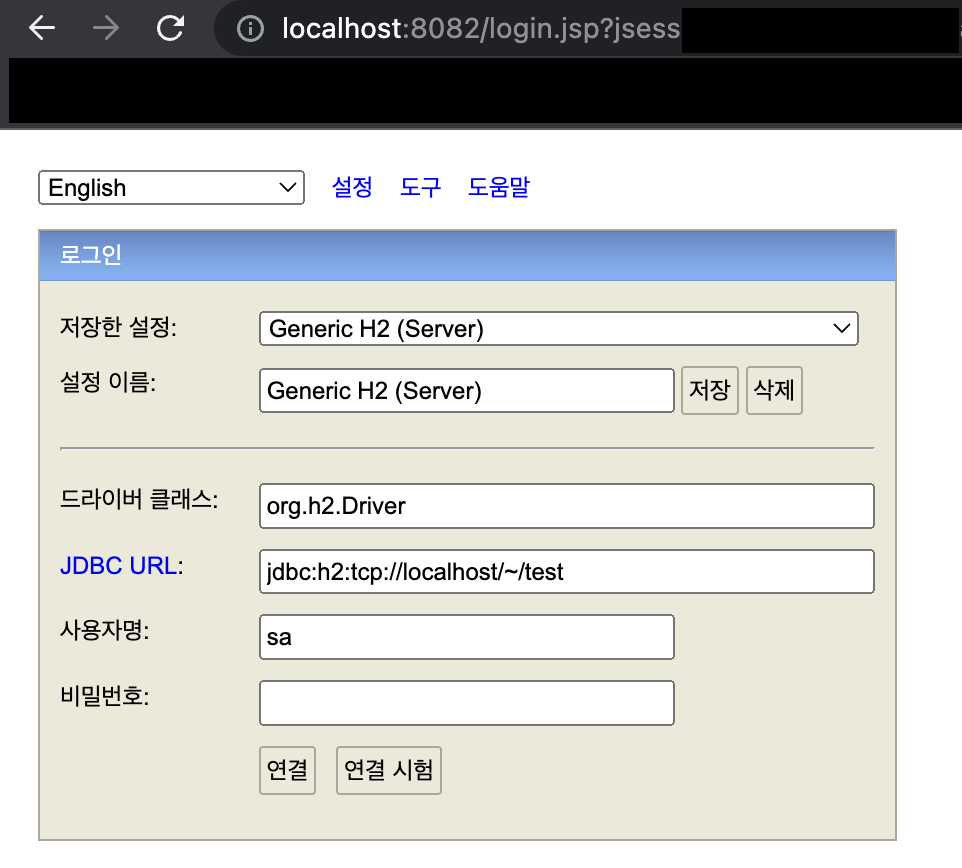 localhost:8082/login.jsp?jsess
English 설정 도구 도움말
로그인
저장한 설정: Generic H2 (Server)
설정 이름: Generic H2 (Server) 저장 삭제
드라이버 클래스: org.h2.Driver
JDBC URL: jdbc:h2:tcp://localhost/~/test
사용자명: sa
비밀번호:
연결 연결 시험